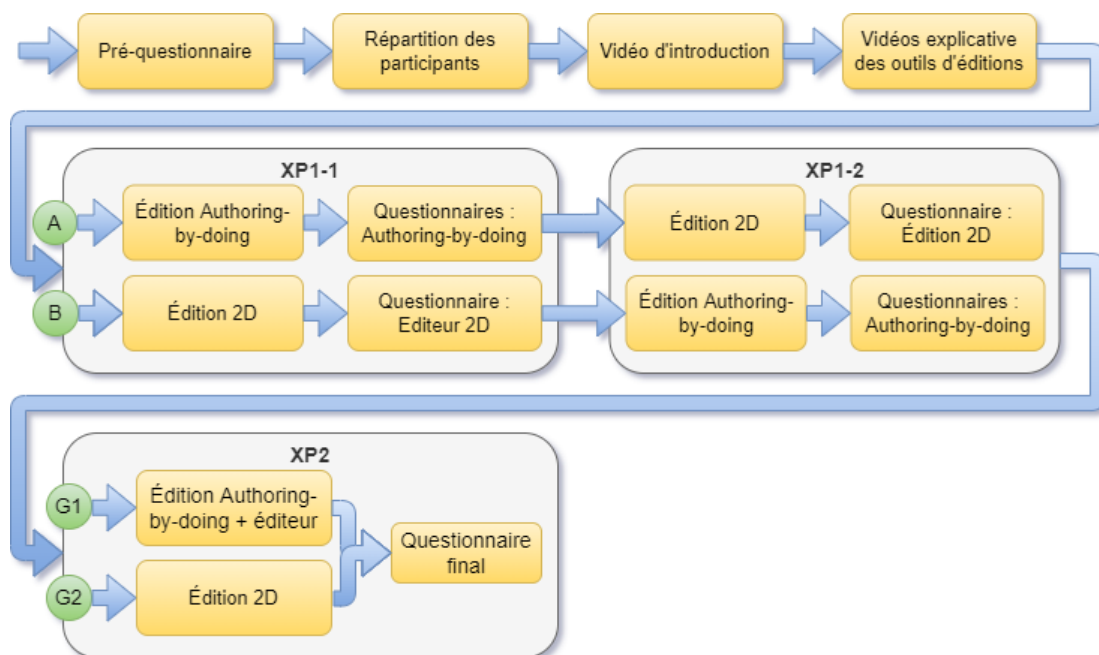 Pré-questionnaire
Répartition des
participants
Vidéo d'introduction
Vidéos explicative
des outils d'éditions
XP1-1
A
Édition Authoring-
by-doing
Questionnaires :
Authoring-by-doing
B
Édition 2D
Questionnaire :
Editeur 2D
XP1-2
Édition 2D
Questionnaire :
Édition 2D
Édition Authoring-
by-doing
Questionnaires :
Authoring-by-doing
XP2
G1
Édition Authoring-
by-doing + éditeur
G2
Édition 2D
Questionnaire
final